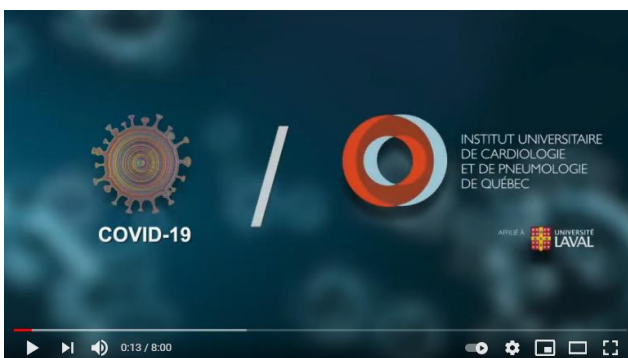 COVID-19
INSTITUT UNIVERSITAIRE
DE CARDIOLOGIE
ET DE PNEUMOLOGIE
DE QUÉBEC
AFFILIÉ À
UNIVERSITÉ
LAVAL
0:13 / 8:00